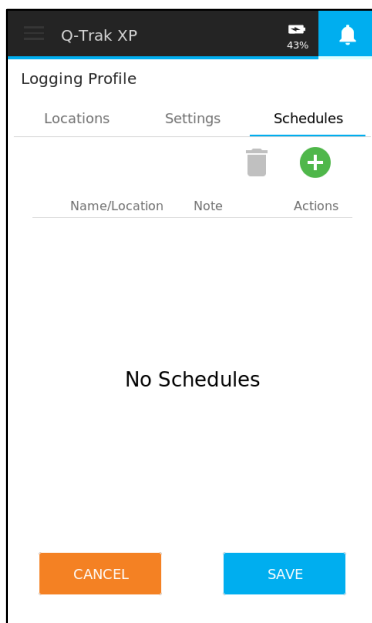 Q-Trak XP
43%
Logging Profile
Locations Settings Schedules
Name/Location Note Actions
No Schedules
CANCEL SAVE